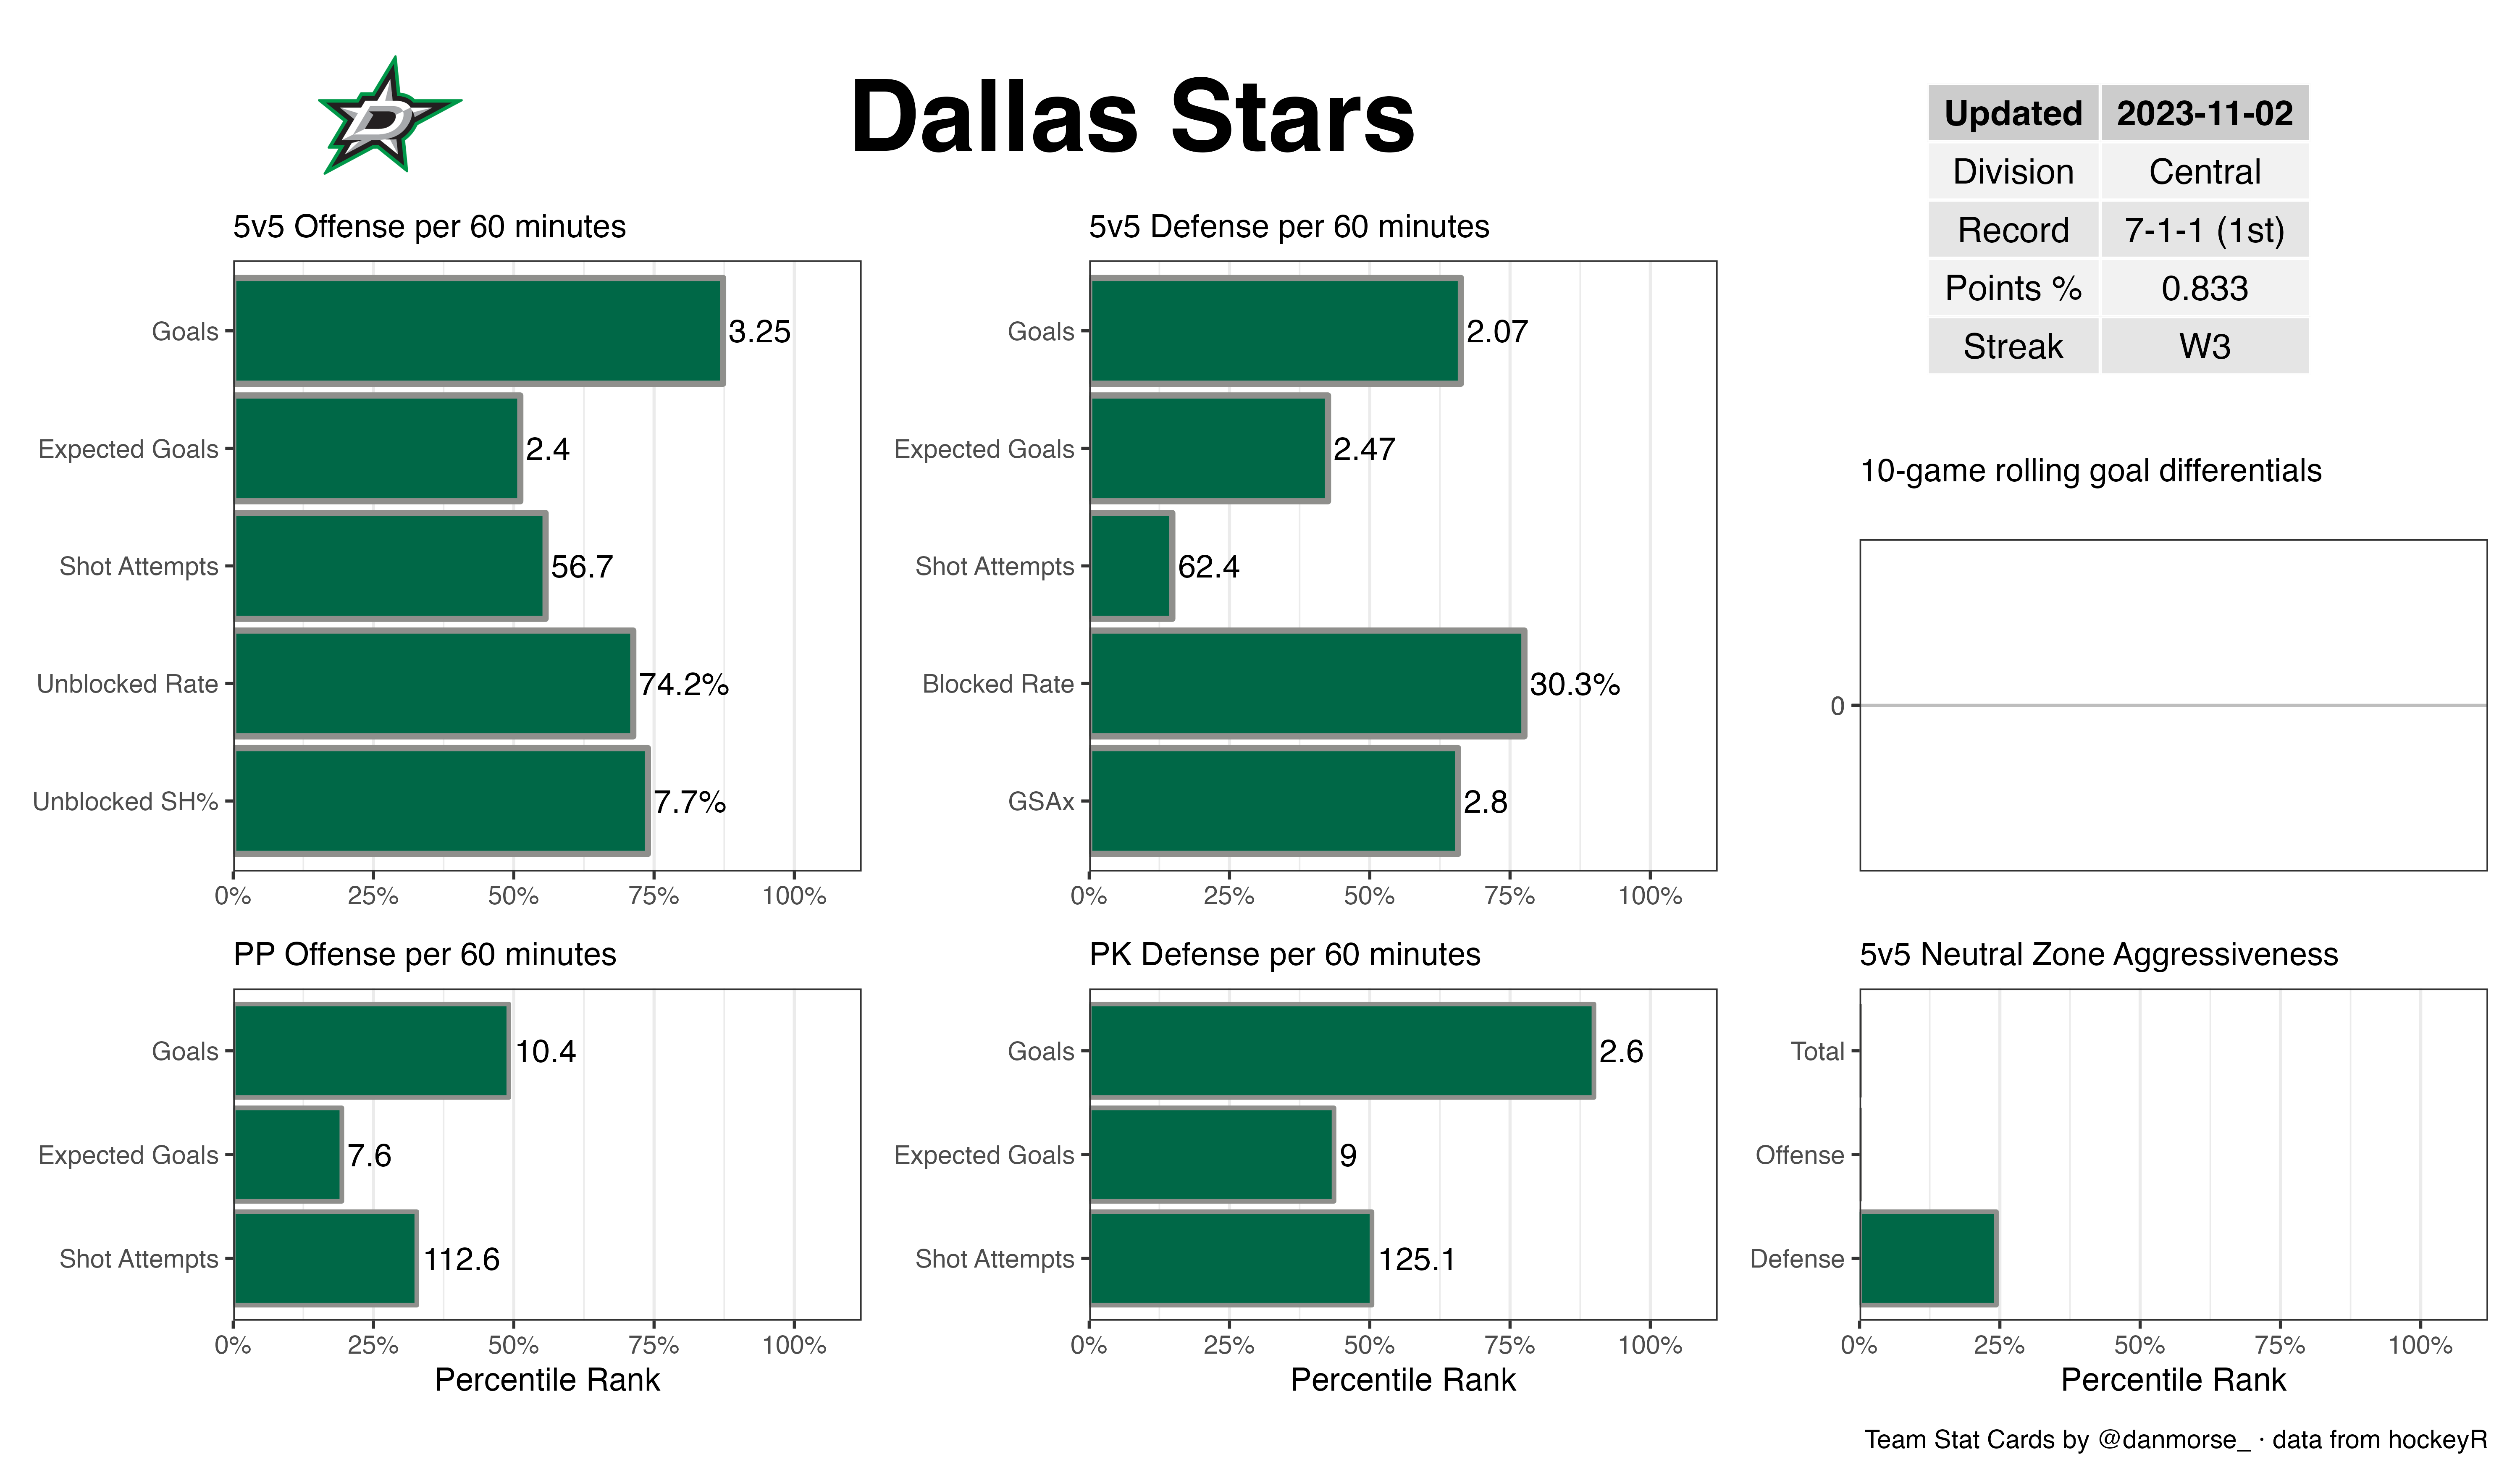 Dallas Stars
Updated 2023-11-02
Division Central
Record 7-1-1 (1st)
Points % 0.833
Streak W3
5v5 Offense per 60 minutes
Goals 3.25
Expected Goals 2.4
Shot Attempts 56.7
Unblocked Rate 74.2%
Unblocked SH% 7.7%
0% 25% 50% 75% 100%
5v5 Defense per 60 minutes
Goals 2.07
Expected Goals 2.47
Shot Attempts 62.4
Blocked Rate 30.3%
GSAx 2.8
0% 25% 50% 75% 100%
10-game rolling goal differentials
0
PP Offense per 60 minutes
Goals 10.4
Expected Goals 7.6
Shot Attempts 112.6
0% 25% 50% 75% 100%
Percentile Rank
PK Defense per 60 minutes
Goals 2.6
Expected Goals 9
Shot Attempts 125.1
0% 25% 50% 75% 100%
Percentile Rank
5v5 Neutral Zone Aggressiveness
Total
Offense
Defense
0% 25% 50% 75% 100%
Percentile Rank
Team Stat Cards by @danmorse_ · data from hockeyR